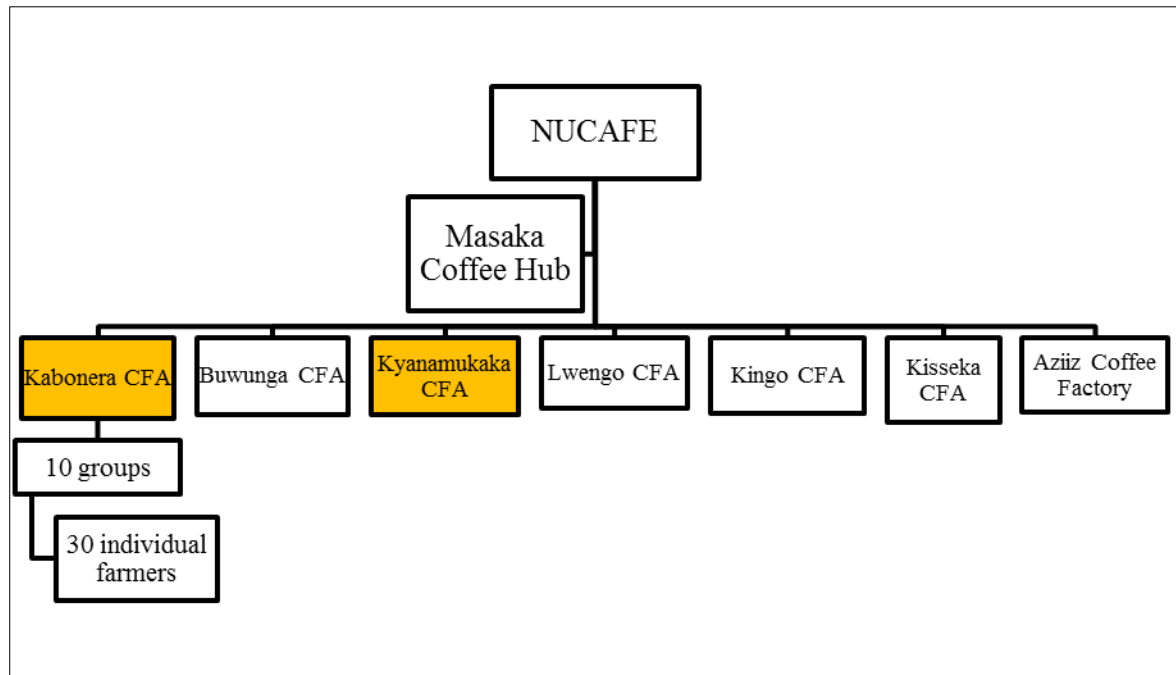 NUCAFE
Masaka
Coffee Hub
Kabonera CFA
Buwunga CFA
Kyanamukaka
CFA
Lwengo CFA
Kingo CFA
Kisseka
CFA
Aziiz Coffee
Factory
10 groups
30 individual
farmers